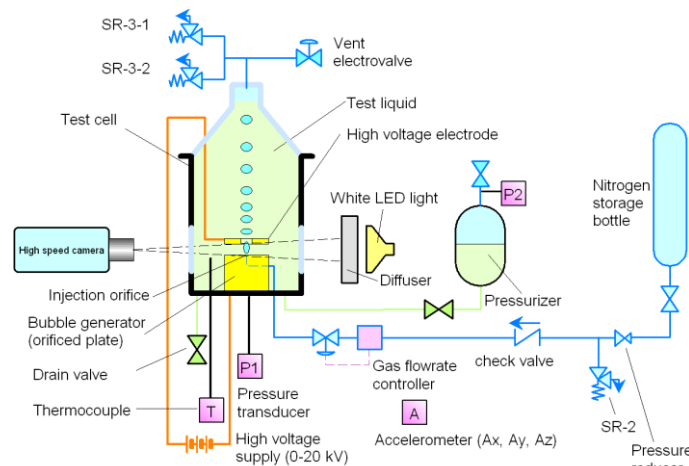 SR-3-1
SR-3-2
Vent
electrovalve
Test cell
Test liquid
High voltage electrode
White LED light
P2
Nitrogen
storage
bottle
High speed camera
Injection orifice
Diffuser
Pressurizer
Bubble generator
(orificed plate)
Drain valve
P1
Gas flowrate
controller
check valve
Thermocouple
T
Pressure
transducer
A
SR-2
High voltage
supply (0-20 kV)
Accelerometer (Ax, Ay, Az)
Pressure